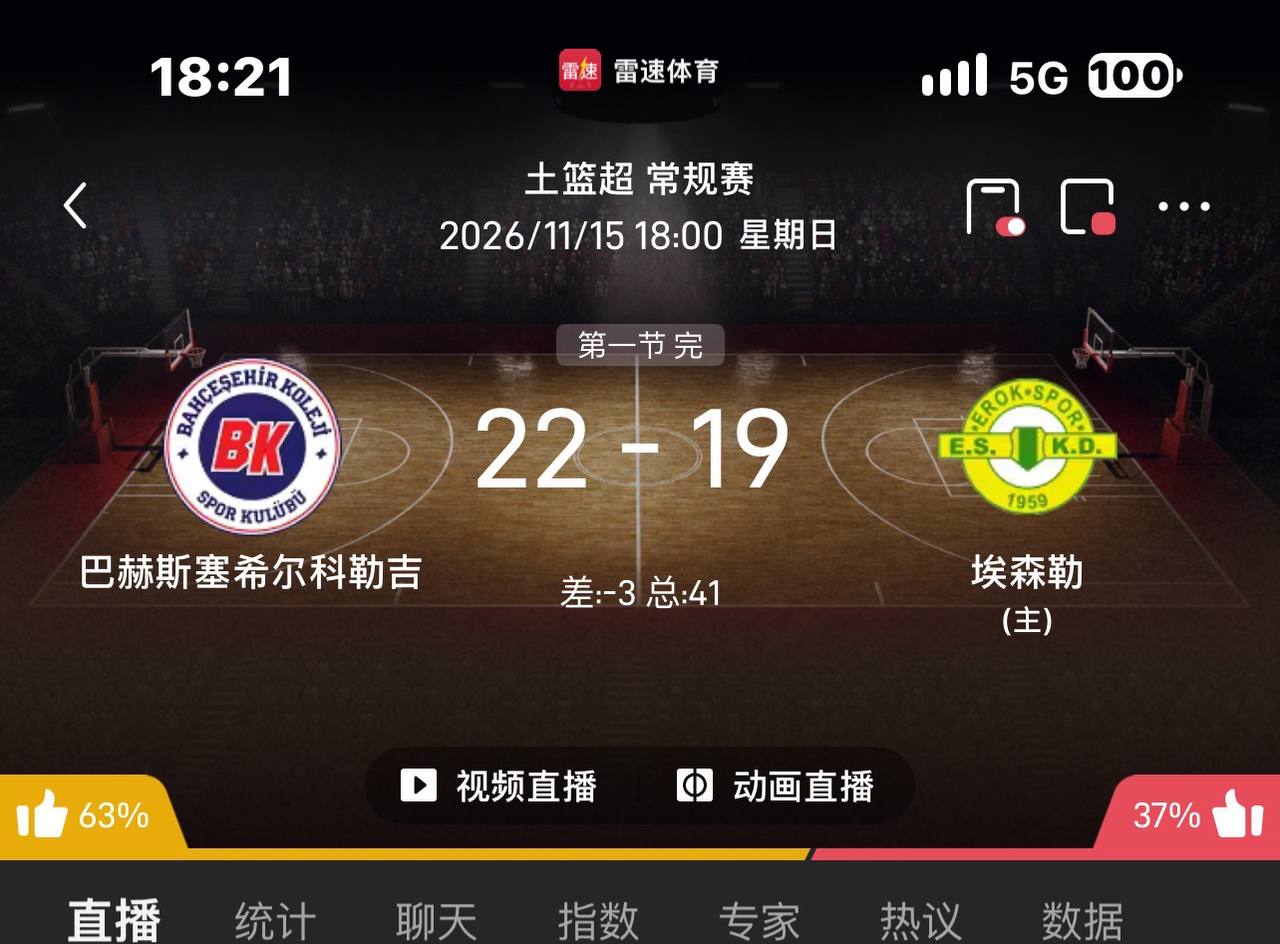 18:21
雷速
雷速体育
5G
100
土篮超 常规赛
2026/11/15 18:00 星期日
第一节 完
BAHÇEŞEHİR KOLEJİ
BK
SPOR KULÜBÜ
22 - 19
EROK·SPOR
E.S. K.D.
1959
巴赫斯塞希尔科勒吉
差:-3 总:41
埃森勒
(主)
视频直播
动画直播
63%
37%
直播 统计 聊天 指数 专家 热议 数据